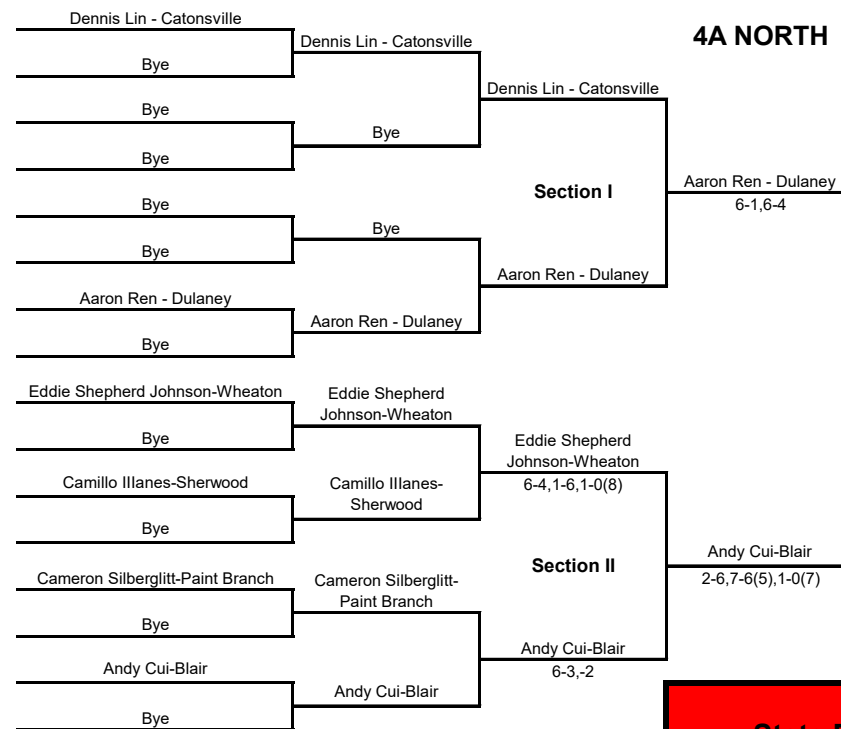 Dennis Lin - Catonsville
Bye
Bye
Bye
Bye
Bye
Aaron Ren - Dulaney
Bye
Eddie Shepherd Johnson-Wheaton
Bye
Camillo IIIanes-Sherwood
Bye
Cameron Silberglitt-Paint Branch
Bye
Andy Cui-Blair
Bye
Dennis Lin - Catonsville
Bye
Bye
Aaron Ren - Dulaney
Eddie Shepherd
Johnson-Wheaton
Camillo IIIanes-
Sherwood
Cameron Silberglitt-
Paint Branch
Andy Cui-Blair
Dennis Lin - Catonsville
Section I
Aaron Ren - Dulaney
Eddie Shepherd
Johnson-Wheaton
6-4,1-6,1-0(8)
Section II
Andy Cui-Blair
6-3,-2
4A NORTH
Aaron Ren - Dulaney
6-1,6-4
Andy Cui-Blair
2-6,7-6(5),1-0(7)